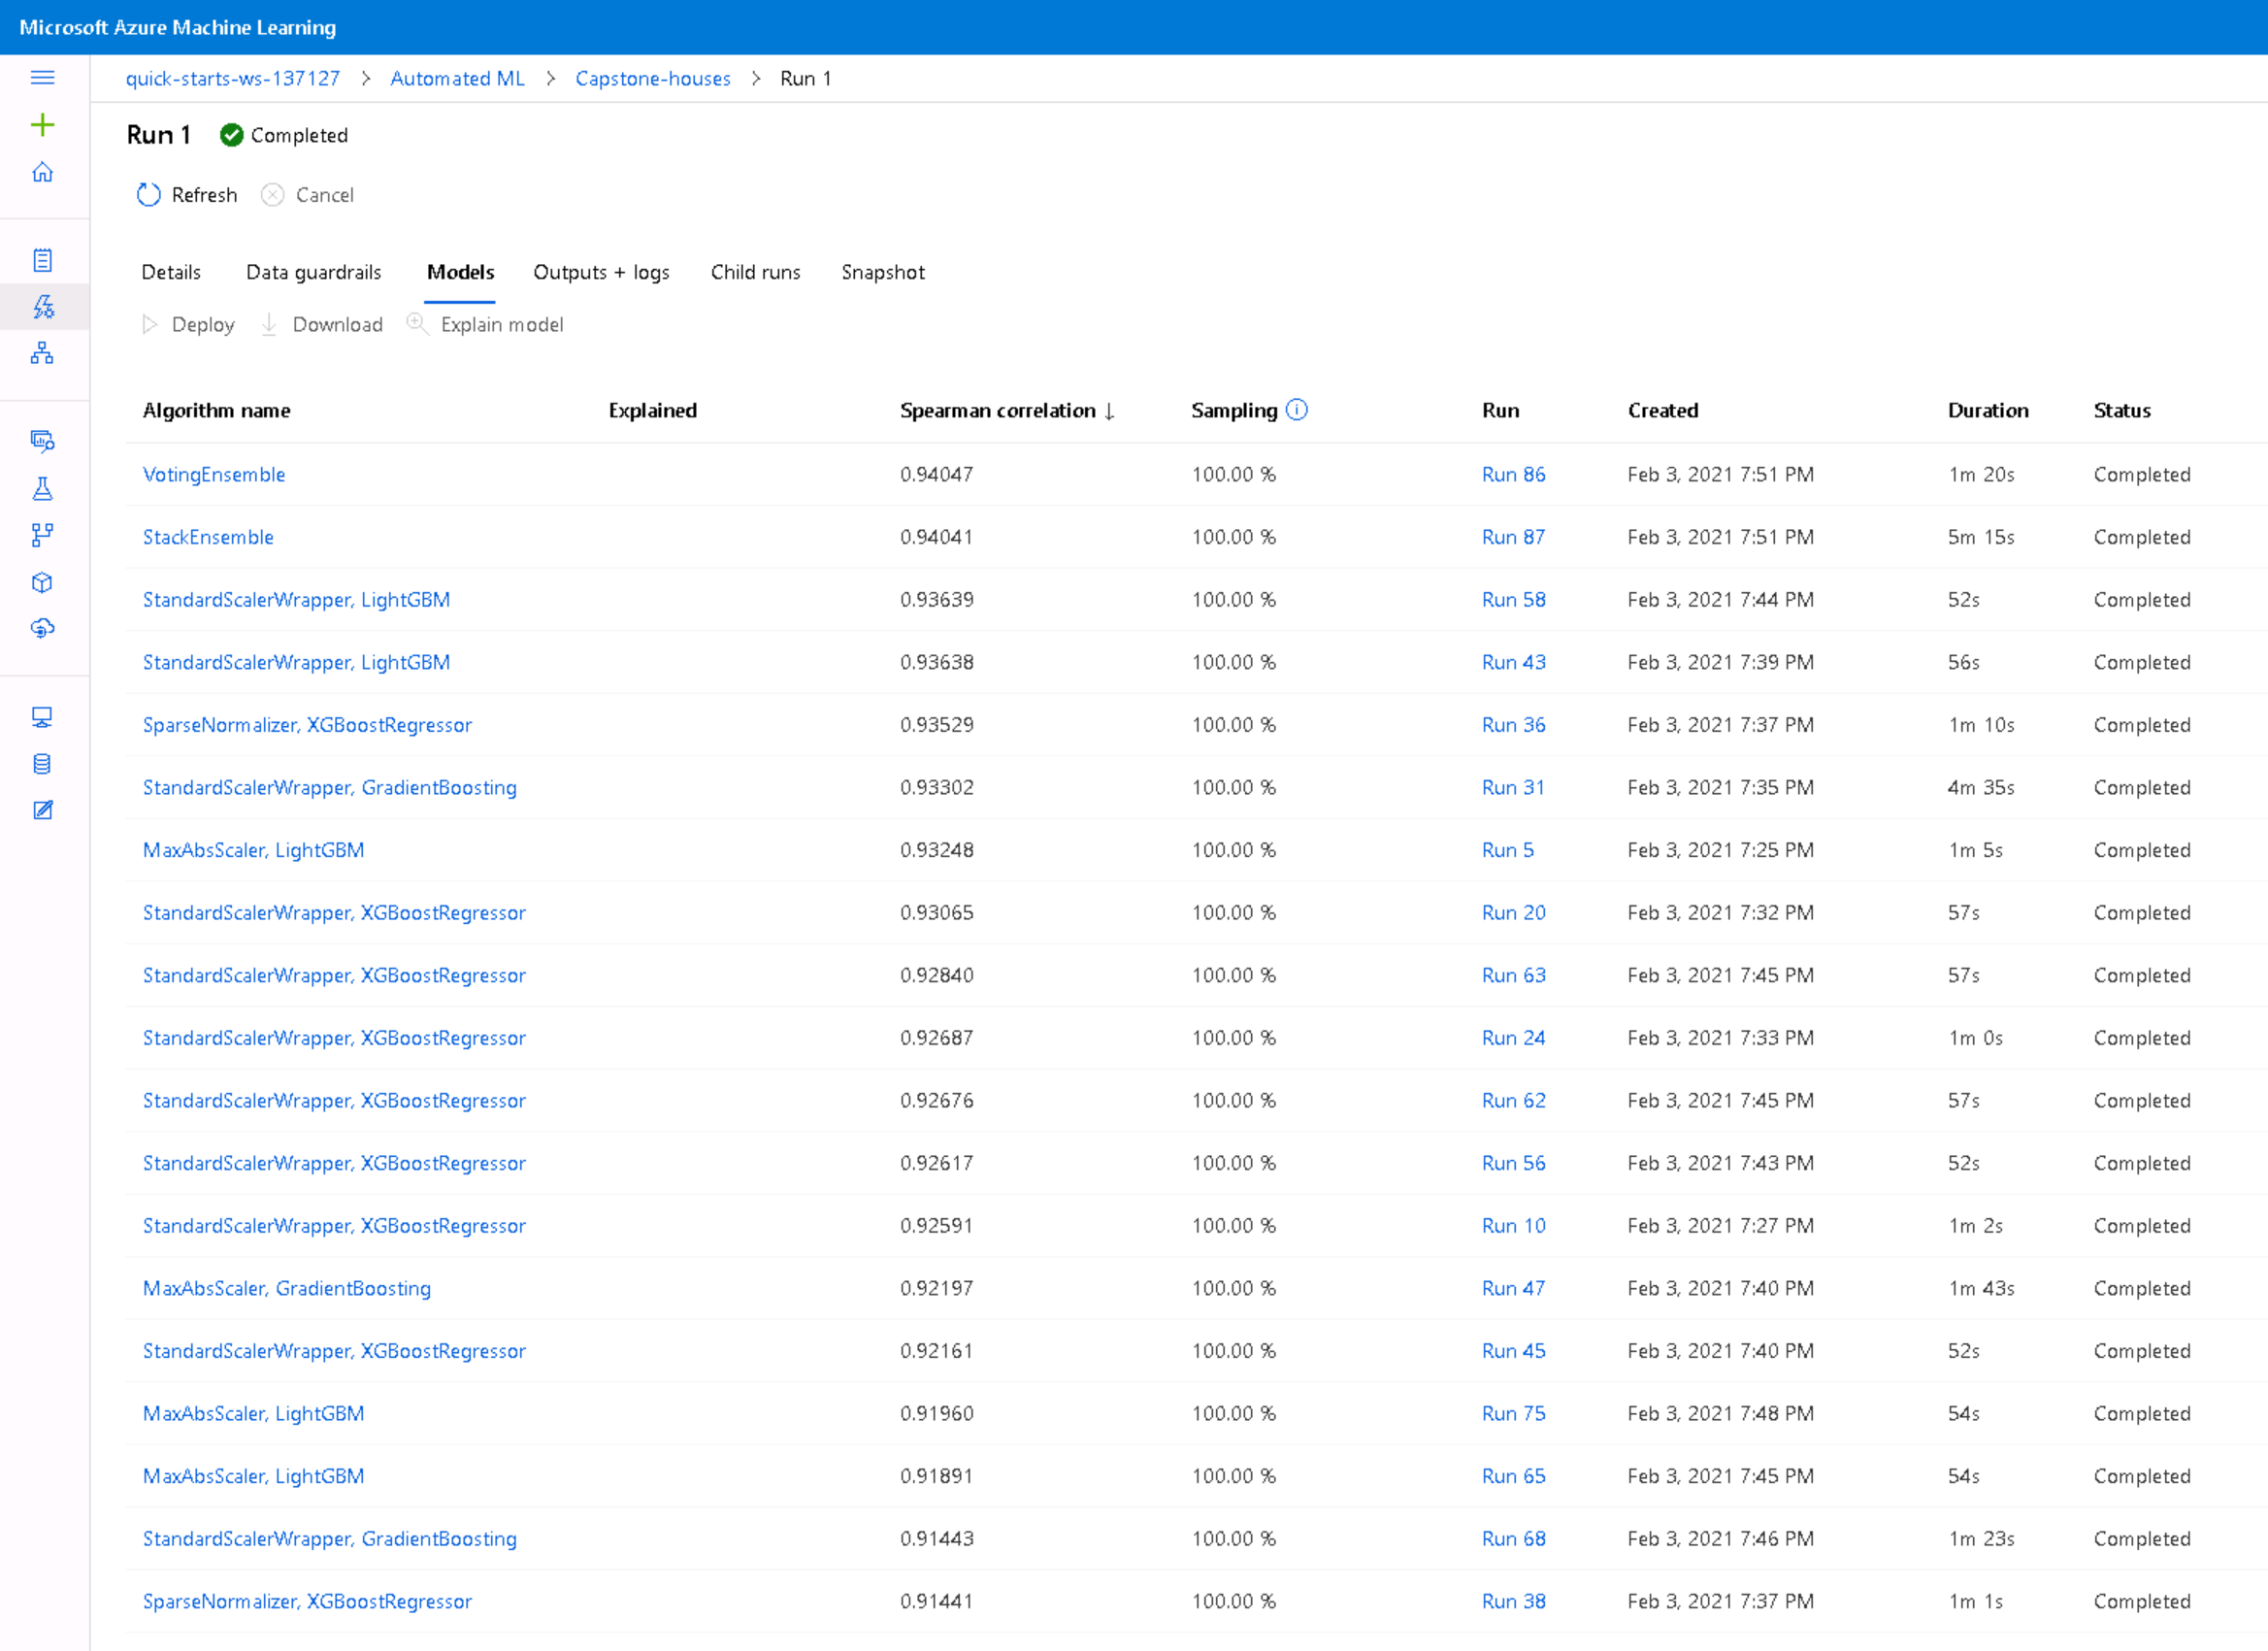 Microsoft Azure Machine Learning
quick-starts-ws-137127 > Automated ML > Capstone-houses > Run 1
Run 1 Completed
Refresh Cancel
Details Data guardrails Models Outputs + logs Child runs Snapshot
Deploy Download Explain model
Algorithm name Explained Spearman correlation ↓ Sampling Run Created Duration Status
VotingEnsemble 0.94047 100.00 % Run 86 Feb 3, 2021 7:51 PM 1m 20s Completed
StackEnsemble 0.94041 100.00 % Run 87 Feb 3, 2021 7:51 PM 5m 15s Completed
StandardScalerWrapper, LightGBM 0.93639 100.00 % Run 58 Feb 3, 2021 7:44 PM 52s Completed
StandardScalerWrapper, LightGBM 0.93638 100.00 % Run 43 Feb 3, 2021 7:39 PM 56s Completed
SparseNormalizer, XGBoostRegressor 0.93529 100.00 % Run 36 Feb 3, 2021 7:37 PM 1m 10s Completed
StandardScalerWrapper, GradientBoosting 0.93302 100.00 % Run 31 Feb 3, 2021 7:35 PM 4m 35s Completed
MaxAbsScaler, LightGBM 0.93248 100.00 % Run 5 Feb 3, 2021 7:25 PM 1m 5s Completed
StandardScalerWrapper, XGBoostRegressor 0.93065 100.00 % Run 20 Feb 3, 2021 7:32 PM 57s Completed
StandardScalerWrapper, XGBoostRegressor 0.92840 100.00 % Run 63 Feb 3, 2021 7:45 PM 57s Completed
StandardScalerWrapper, XGBoostRegressor 0.92687 100.00 % Run 24 Feb 3, 2021 7:33 PM 1m 0s Completed
StandardScalerWrapper, XGBoostRegressor 0.92676 100.00 % Run 62 Feb 3, 2021 7:45 PM 57s Completed
StandardScalerWrapper, XGBoostRegressor 0.92617 100.00 % Run 56 Feb 3, 2021 7:43 PM 52s Completed
StandardScalerWrapper, XGBoostRegressor 0.92591 100.00 % Run 10 Feb 3, 2021 7:27 PM 1m 2s Completed
MaxAbsScaler, GradientBoosting 0.92197 100.00 % Run 47 Feb 3, 2021 7:40 PM 1m 43s Completed
StandardScalerWrapper, XGBoostRegressor 0.92161 100.00 % Run 45 Feb 3, 2021 7:40 PM 52s Completed
MaxAbsScaler, LightGBM 0.91960 100.00 % Run 75 Feb 3, 2021 7:48 PM 54s Completed
MaxAbsScaler, LightGBM 0.91891 100.00 % Run 65 Feb 3, 2021 7:45 PM 54s Completed
StandardScalerWrapper, GradientBoosting 0.91443 100.00 % Run 68 Feb 3, 2021 7:46 PM 1m 23s Completed
SparseNormalizer, XGBoostRegressor 0.91441 100.00 % Run 38 Feb 3, 2021 7:37 PM 1m 1s Completed